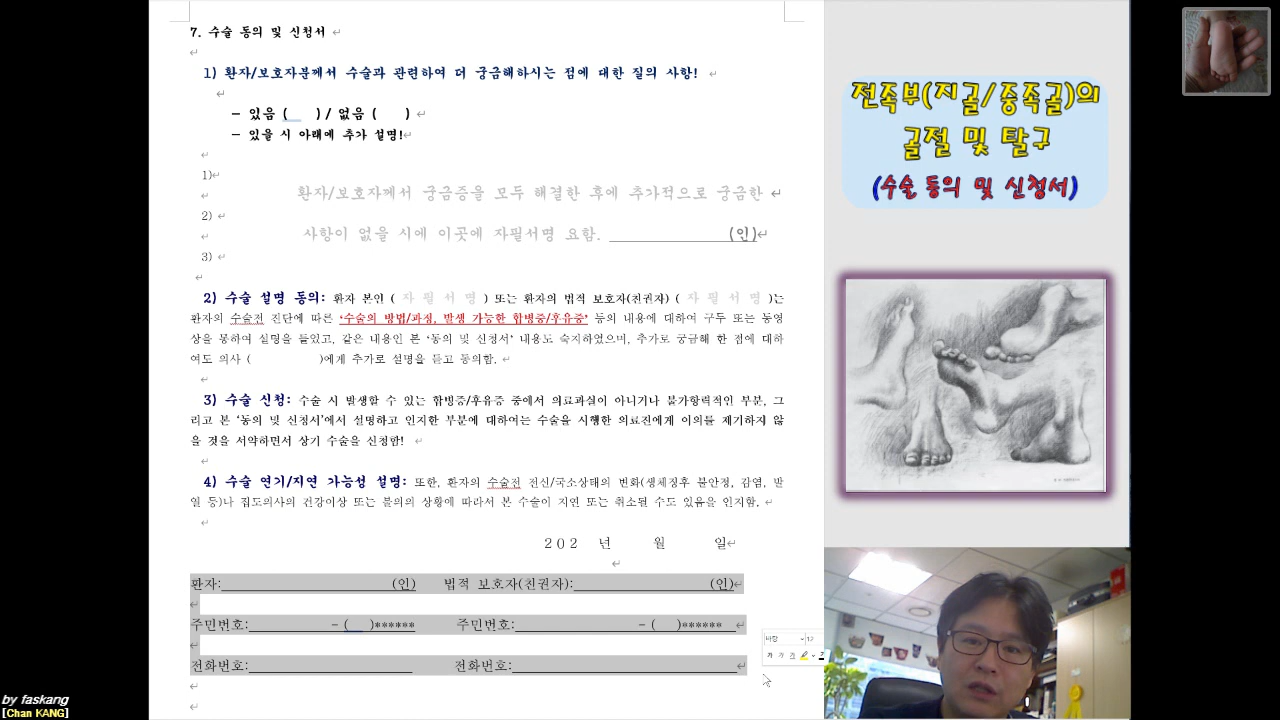 7. 수술 동의 및 신청서
1) 환자/보호자분께서 수술과 관련하여 더 궁금해하시는 점에 대한 질의 사항!
- 있음 (    ) / 없음 (    )
- 있을 시 아래에 추가 설명!
1)
환자/보호자께서 궁금증을 모두 해결한 후에 추가적으로 궁금한
2)
사항이 없을 시에 이곳에 자필서명 요함. ______________(인)
3)
2) 수술 설명 동의: 환자 본인 ( 자 필 서 명 ) 또는 환자의 법적 보호자(친권자) ( 자 필 서 명 )는
환자의 수술전 진단에 따른 '수술의 방법/과정, 발생 가능한 합병증/후유증' 등의 내용에 대하여 구두 또는 동영
상을 통하여 설명을 들었고, 같은 내용인 본 '동의 및 신청서' 내용도 숙지하였으며, 추가로 궁금해 한 점에 대하
여도 의사 (            )에게 추가로 설명을 듣고 동의함.
3) 수술 신청: 수술 시 발생할 수 있는 합병증/후유증 중에서 의료과실이 아니거나 불가항력적인 부분, 그
리고 본 '동의 및 신청서'에서 설명하고 인지한 부분에 대하여는 수술을 시행한 의료진에게 이의를 제기하지 않
을 것을 서약하면서 상기 수술을 신청함!
4) 수술 연기/지연 가능성 설명: 또한, 환자의 수술전 전신/국소상태의 변화(생체징후 불안정, 감염, 발
열 등)나 집도의사의 건강이상 또는 불의의 상황에 따라서 본 수술이 지연 또는 취소될 수도 있음을 인지함.
202   년     월     일
환자:____________________(인)   법적 보호자(친권자):________________(인)
주민번호:__________ - (    )******   주민번호:_______________ - (    )******
전화번호:____________________   전화번호:____________________________
전족부(지골/중족골)의
골절 및 탈구
(수술 동의 및 신청서)
바탕
by faskang
[Chan KANG]